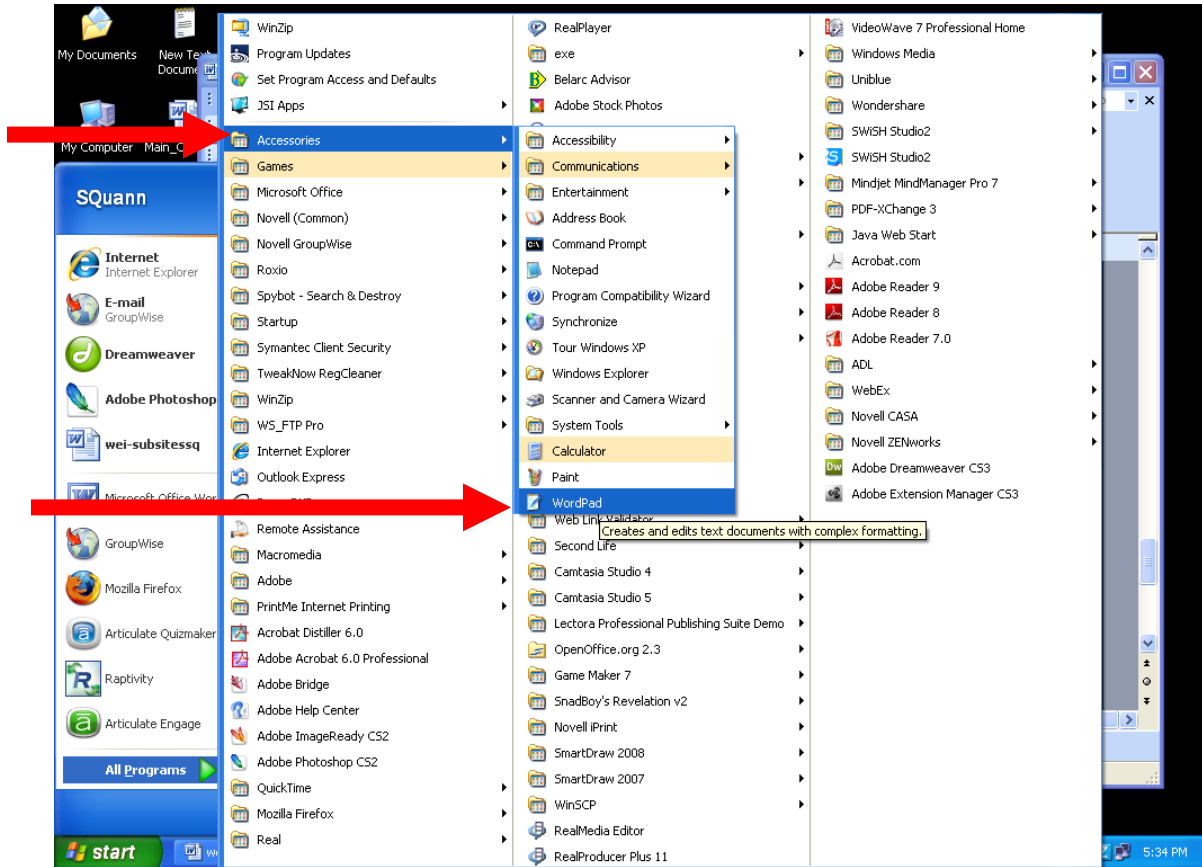 My Documents
New Text
Docume
My Computer
Main_C
SQuann
Internet
Internet Explorer
E-mail
GroupWise
Dreamweaver
Adobe Photoshop
wei-subsitessq
Microsoft Office Wor
GroupWise
Mozilla Firefox
Articulate Quizmaker
Raptivity
Articulate Engage
All Programs
start
WinZip
Program Updates
Set Program Access and Defaults
JSI Apps
Accessories
Games
Microsoft Office
Novell (Common)
Novell GroupWise
Roxio
Spybot - Search & Destroy
Startup
Symantec Client Security
TweakNow RegCleaner
WinZip
WS_FTP Pro
Internet Explorer
Outlook Express
Remote Assistance
Macromedia
Adobe
PrintMe Internet Printing
Acrobat Distiller 6.0
Adobe Acrobat 6.0 Professional
Adobe Bridge
Adobe Help Center
Adobe ImageReady CS2
Adobe Photoshop CS2
QuickTime
Mozilla Firefox
Real
RealPlayer
exe
Belarc Advisor
Adobe Stock Photos
Accessibility
Communications
Entertainment
Address Book
Command Prompt
Notepad
Program Compatibility Wizard
Synchronize
Tour Windows XP
Windows Explorer
Scanner and Camera Wizard
System Tools
Calculator
Paint
WordPad
Web Link Validator
Creates and edits text documents with complex formatting.
Second Life
Camtasia Studio 4
Camtasia Studio 5
Lectora Professional Publishing Suite Demo
OpenOffice.org 2.3
Game Maker 7
SnadBoy's Revelation v2
Novell iPrint
SmartDraw 2008
SmartDraw 2007
WinSCP
RealMedia Editor
RealProducer Plus 11
VideoWave 7 Professional Home
Windows Media
Uniblue
Wondershare
SWiSH Studio2
SWiSH Studio2
Mindjet MindManager Pro 7
PDF-XChange 3
Java Web Start
Acrobat.com
Adobe Reader 9
Adobe Reader 8
Adobe Reader 7.0
ADL
WebEx
Novell CASA
Novell ZENworks
Adobe Dreamweaver CS3
Adobe Extension Manager CS3
5:34 PM